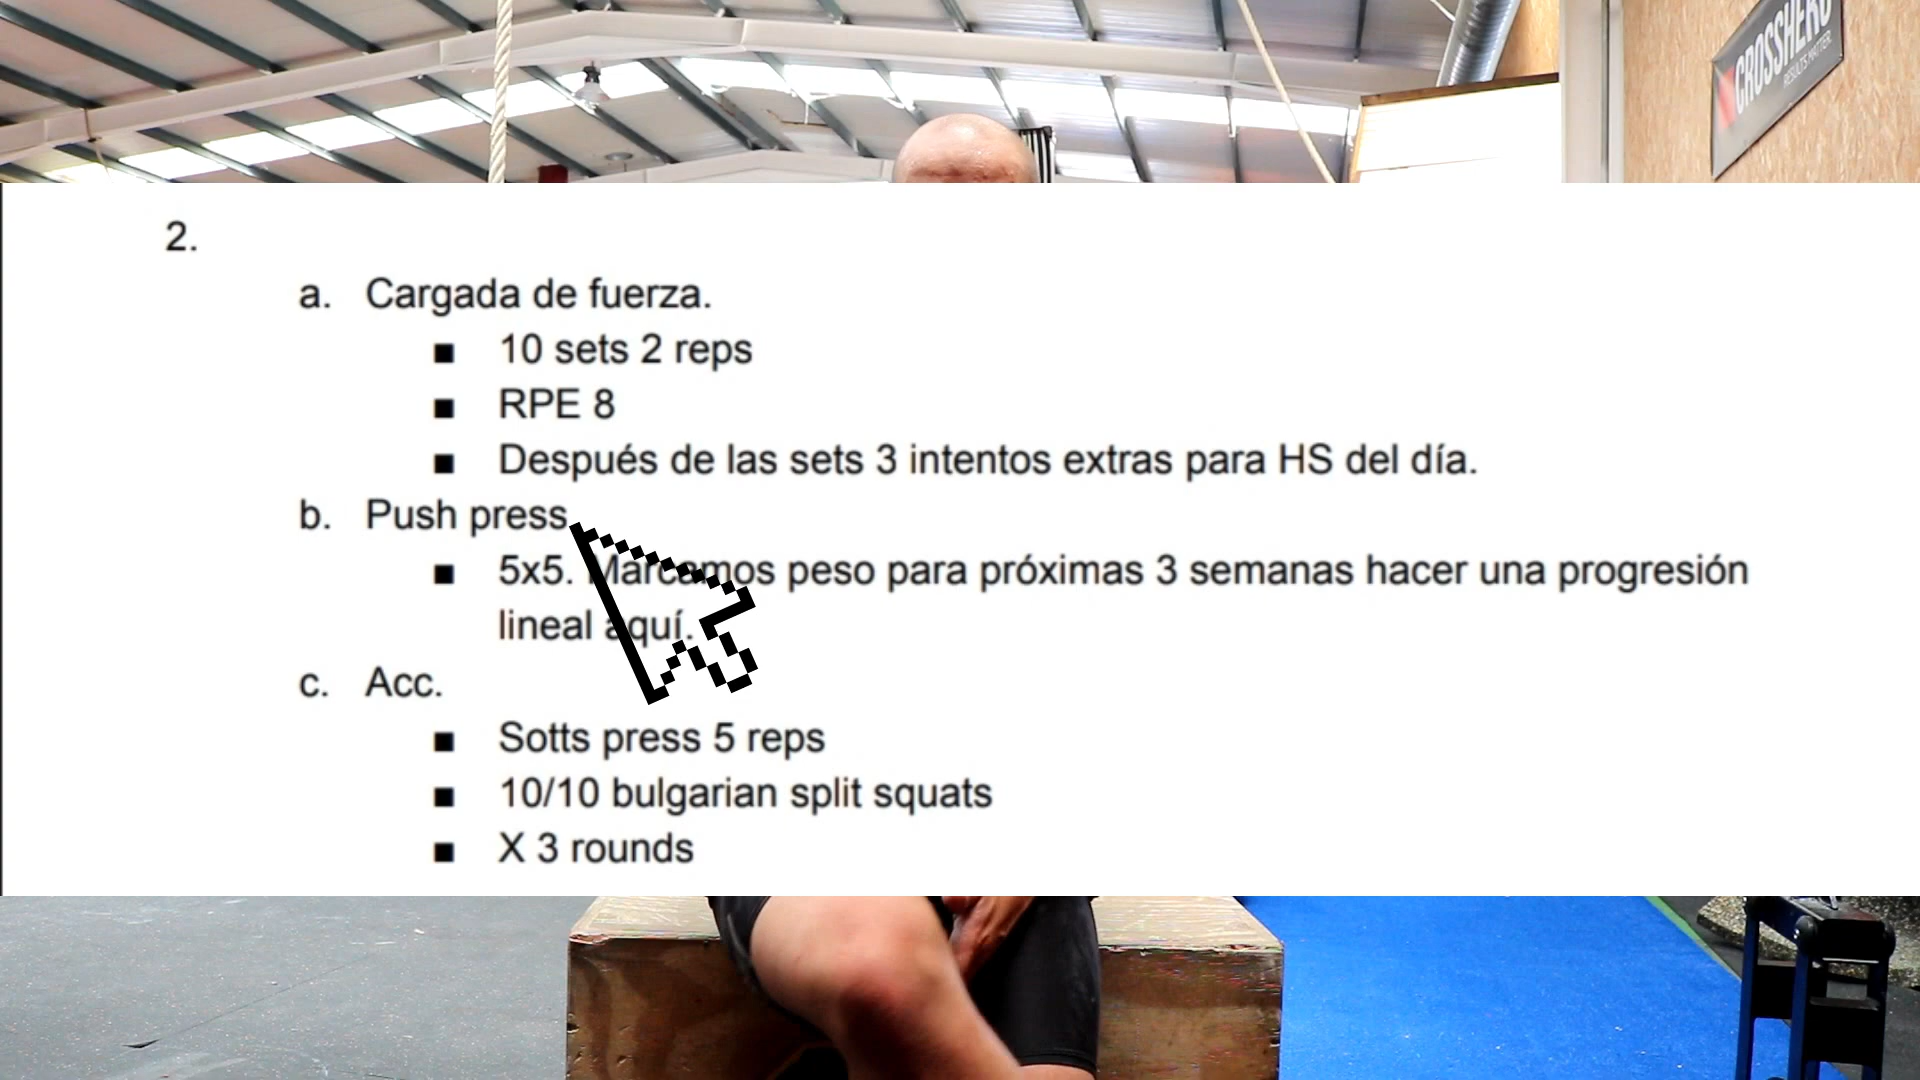 CROSSHERO
RESULTS MATTER.
2.
a. Cargada de fuerza.
■ 10 sets 2 reps
■ RPE 8
■ Después de las sets 3 intentos extras para HS del día.
b. Push press
■ 5x5. Marcamos peso para próximas 3 semanas hacer una progresión
lineal aquí.
c. Acc.
■ Sotts press 5 reps
■ 10/10 bulgarian split squats
■ X 3 rounds